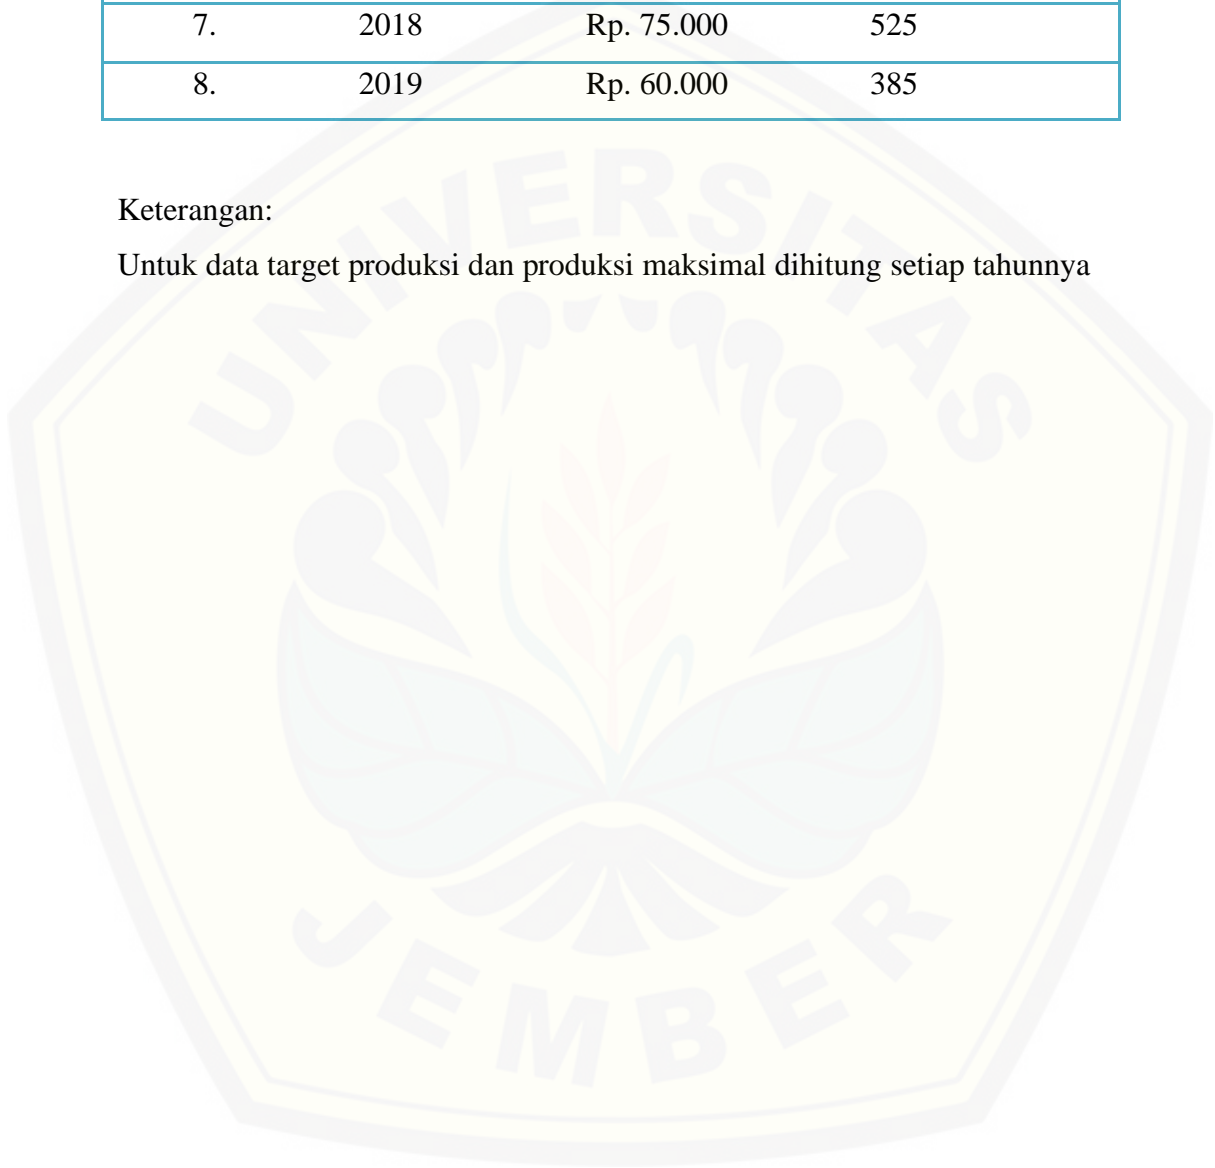 7. 2018 Rp. 75.000 525
8. 2019 Rp. 60.000 385
Keterangan:
Untuk data target produksi dan produksi maksimal dihitung setiap tahunnya
UNIVERSITAS
JEMBER